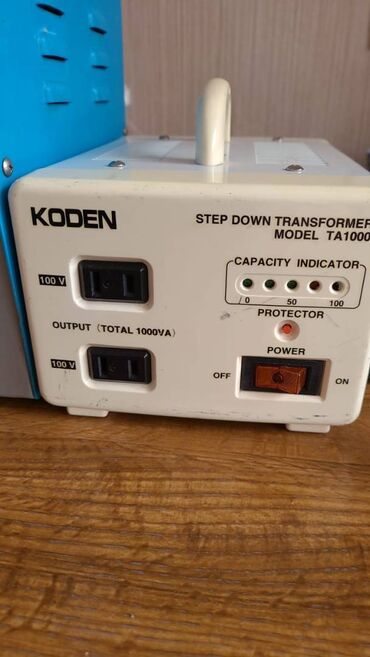 KODEN
STEP DOWN TRANSFORMER
MODEL TA1000
CAPACITY INDICATOR
0 50 100
PROTECTOR
100 V
OUTPUT (TOTAL 1000VA)
100 V
POWER
OFF ON